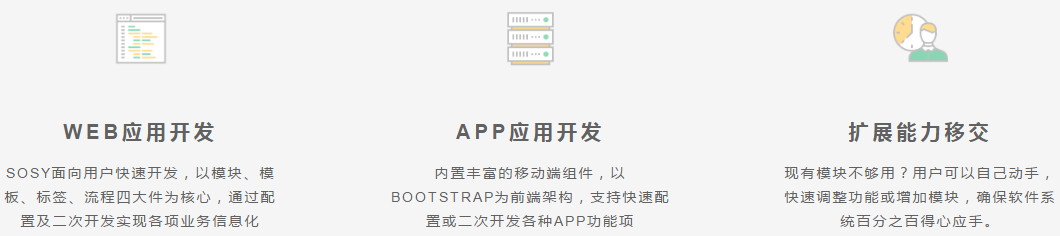 WEB应用开发
SOSY面向用户快速开发，以模块、模
板、标签、流程四大件为核心，通过配
置及二次开发实现各项业务信息化
APP应用开发
内置丰富的移动端组件，以
BOOTSTRAP为前端架构，支持快速配
置或二次开发各种APP功能项
扩展能力移交
现有模块不够用？用户可以自己动手，
快速调整功能或增加模块，确保软件系
统百分之百得心应手。